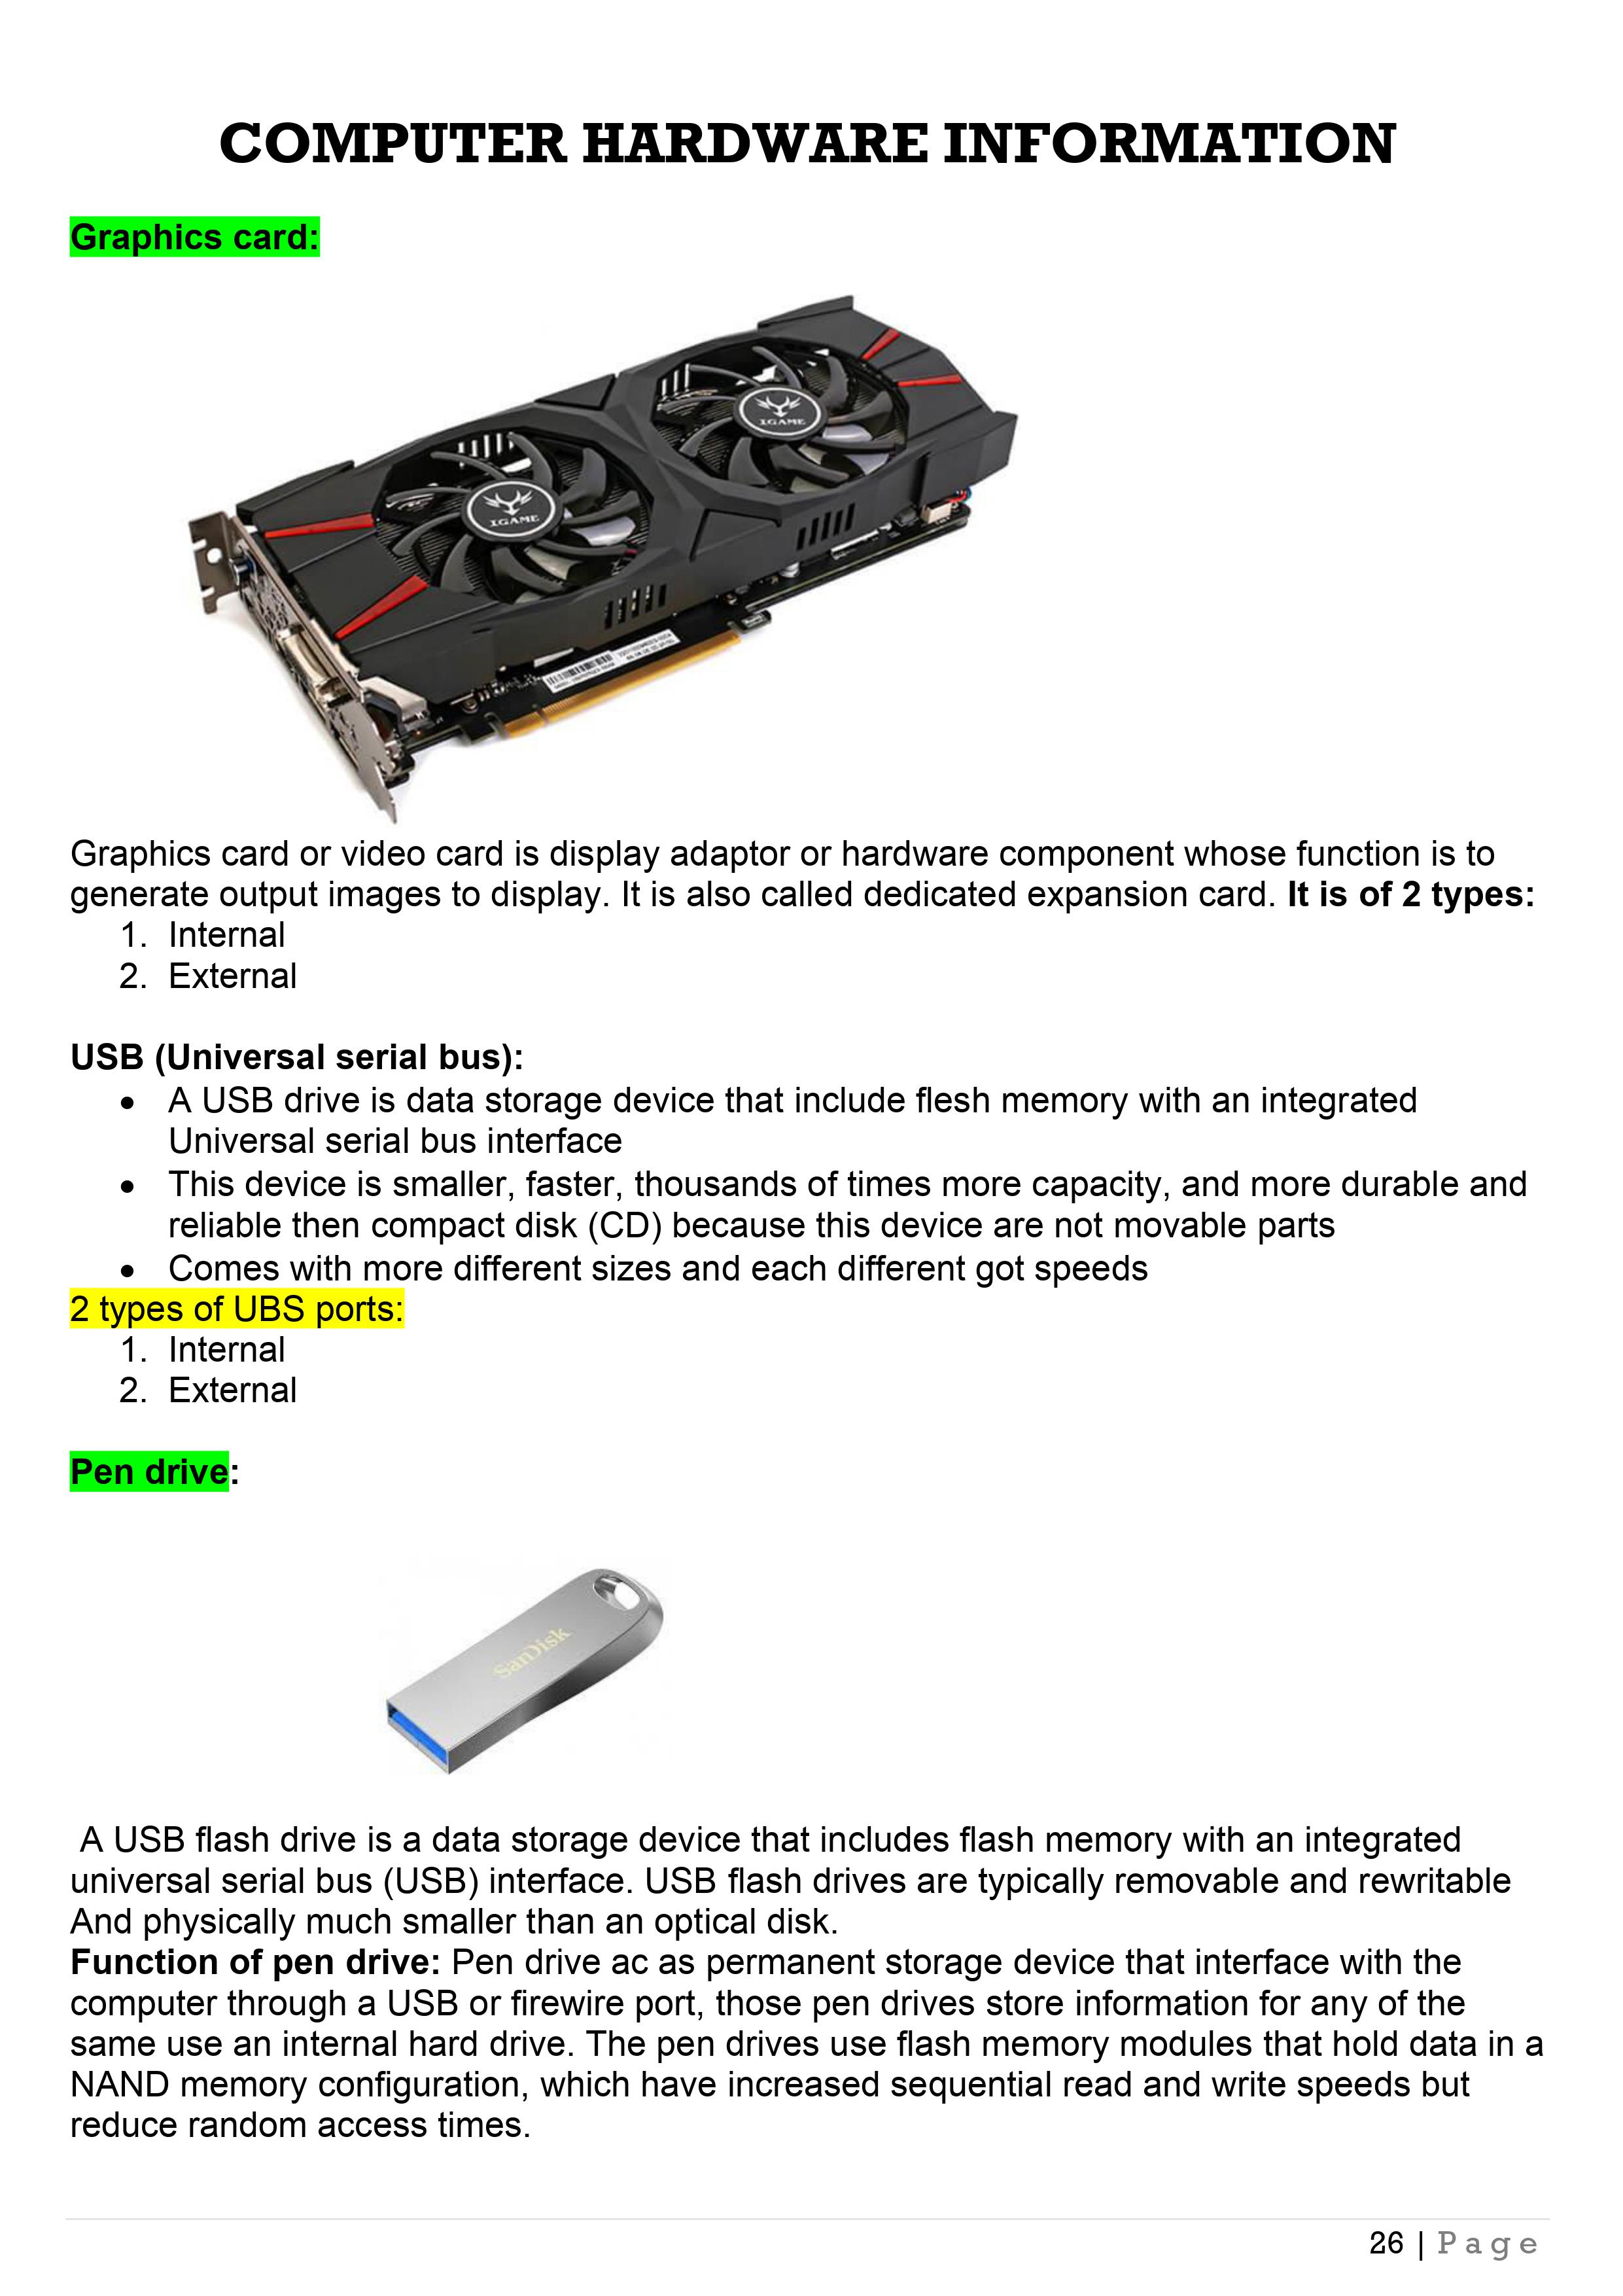 COMPUTER HARDWARE INFORMATION
Graphics card:
IGAME
IGAME
Graphics card or video card is display adaptor or hardware component whose function is to
generate output images to display. It is also called dedicated expansion card. It is of 2 types:
1. Internal
2. External
USB (Universal serial bus):
• A USB drive is data storage device that include flesh memory with an integrated
Universal serial bus interface
• This device is smaller, faster, thousands of times more capacity, and more durable and
reliable then compact disk (CD) because this device are not movable parts
• Comes with more different sizes and each different got speeds
2 types of UBS ports:
1. Internal
2. External
Pen drive:
SanDisk
A USB flash drive is a data storage device that includes flash memory with an integrated
universal serial bus (USB) interface. USB flash drives are typically removable and rewritable
And physically much smaller than an optical disk.
Function of pen drive: Pen drive ac as permanent storage device that interface with the
computer through a USB or firewire port, those pen drives store information for any of the
same use an internal hard drive. The pen drives use flash memory modules that hold data in a
NAND memory configuration, which have increased sequential read and write speeds but
reduce random access times.
26 | Page